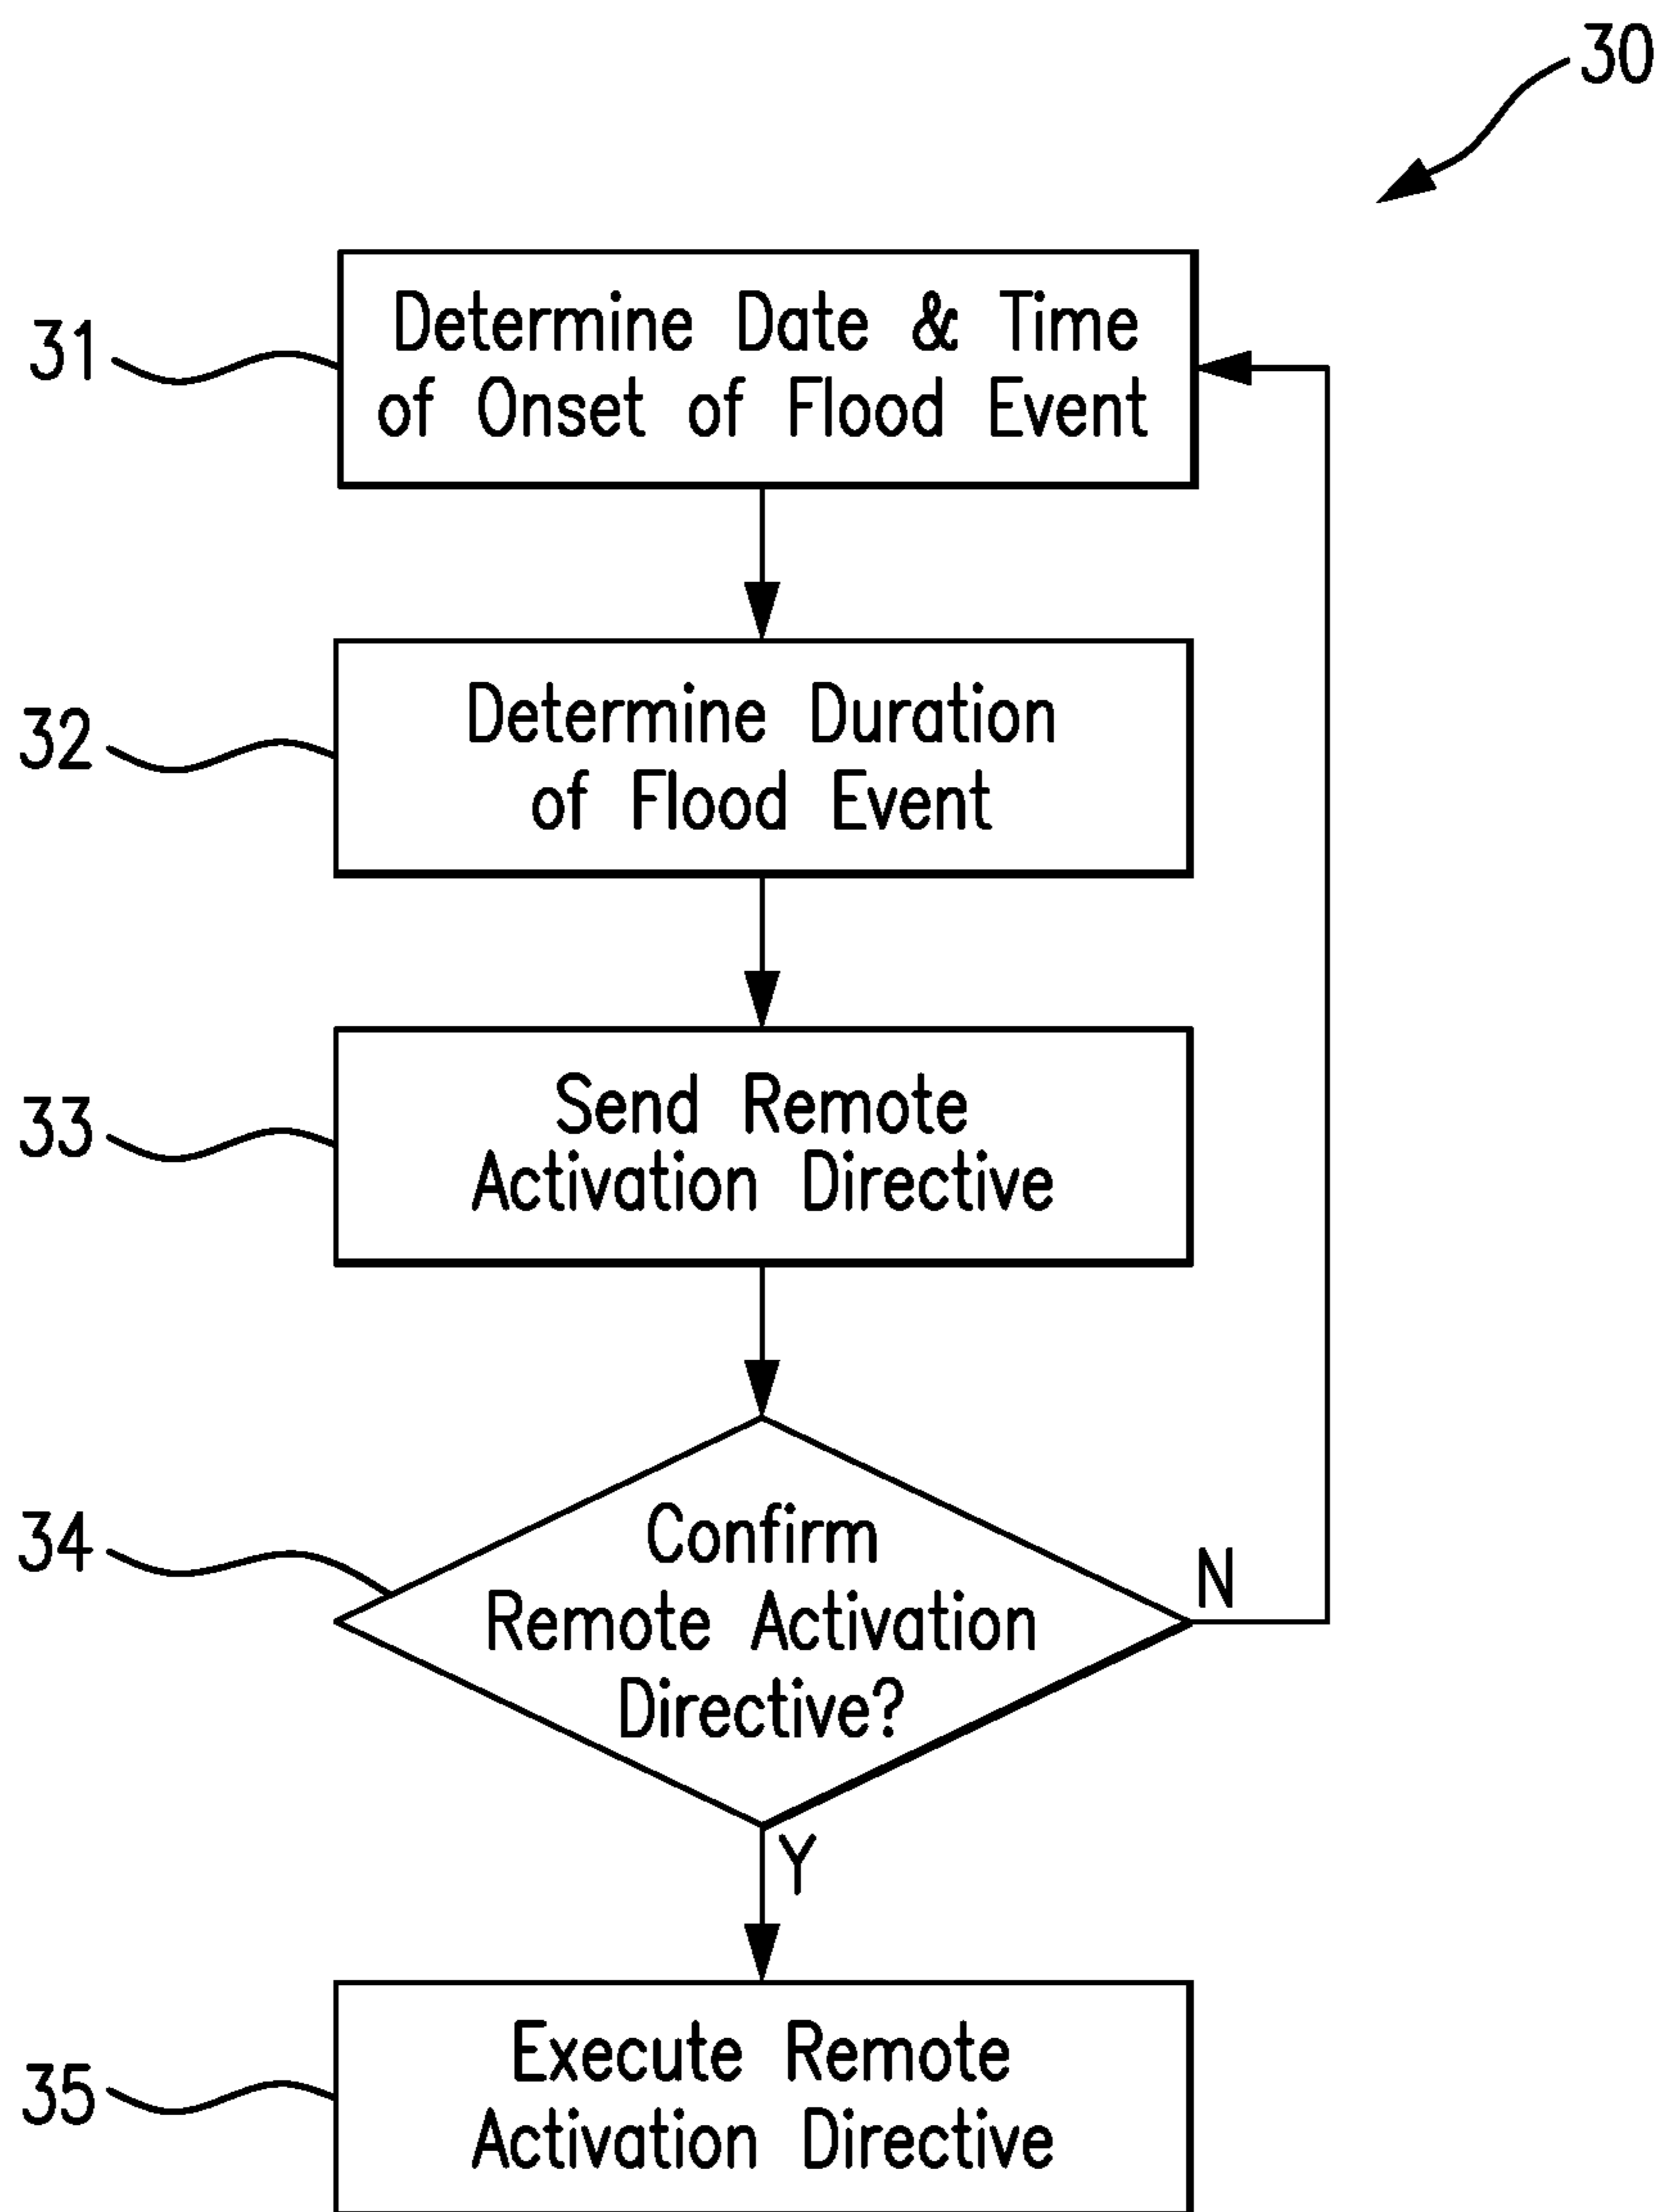 30
31
Determine Date & Time
of Onset of Flood Event
32
Determine Duration
of Flood Event
33
Send Remote
Activation Directive
34
Confirm
Remote Activation
Directive?
N
Y
35
Execute Remote
Activation Directive